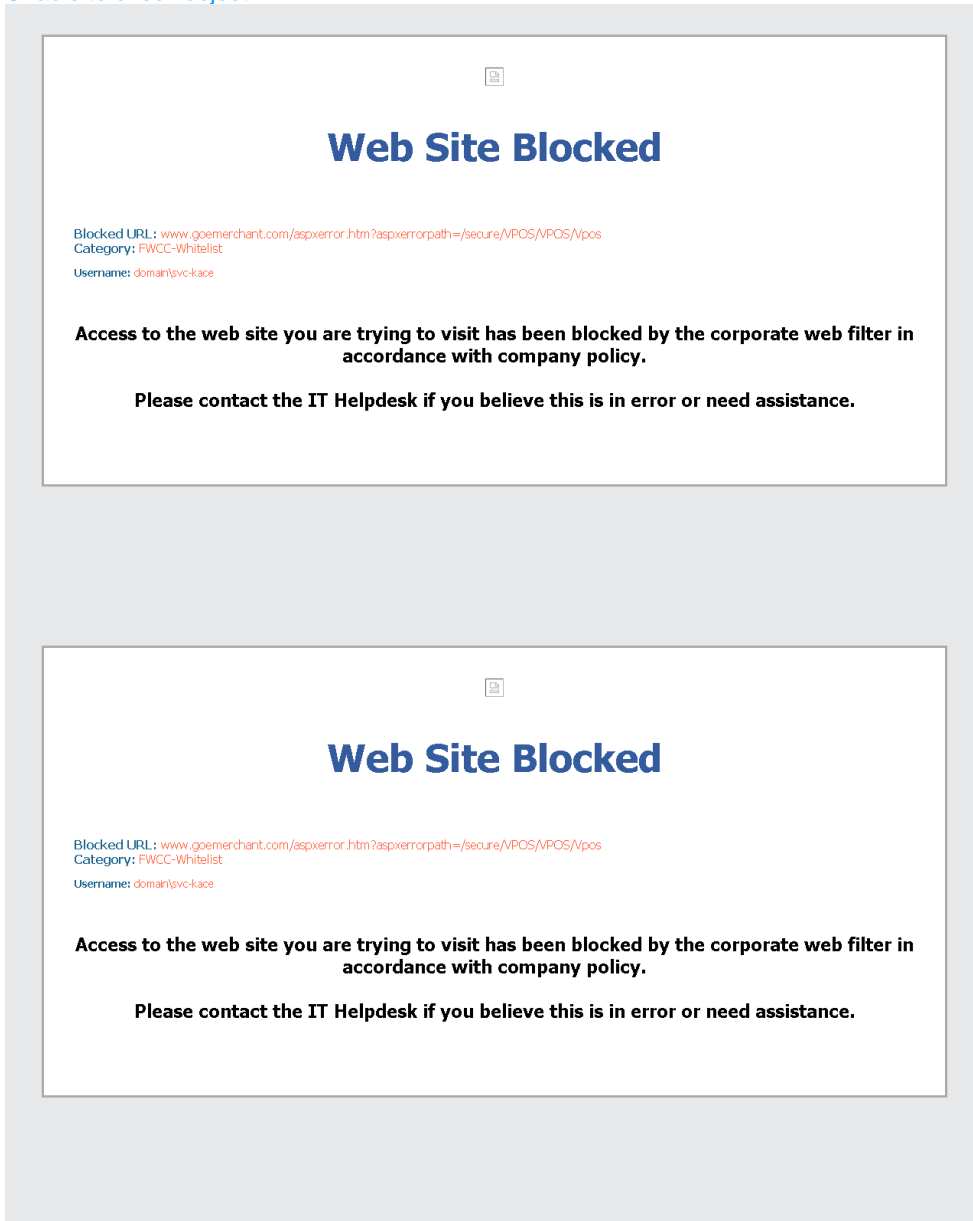 Web Site Blocked
Blocked URL: www.goemerchant.com/aspxerror.htm?aspxerrorpath=/secure/VPOS/VPOS/Vpos
Category: FWCC-Whitelist
Username: domain\svc-kace
Access to the web site you are trying to visit has been blocked by the corporate web filter in
accordance with company policy.
Please contact the IT Helpdesk if you believe this is in error or need assistance.
Web Site Blocked
Blocked URL: www.goemerchant.com/aspxerror.htm?aspxerrorpath=/secure/VPOS/VPOS/Vpos
Category: FWCC-Whitelist
Username: domain\svc-kace
Access to the web site you are trying to visit has been blocked by the corporate web filter in
accordance with company policy.
Please contact the IT Helpdesk if you believe this is in error or need assistance.